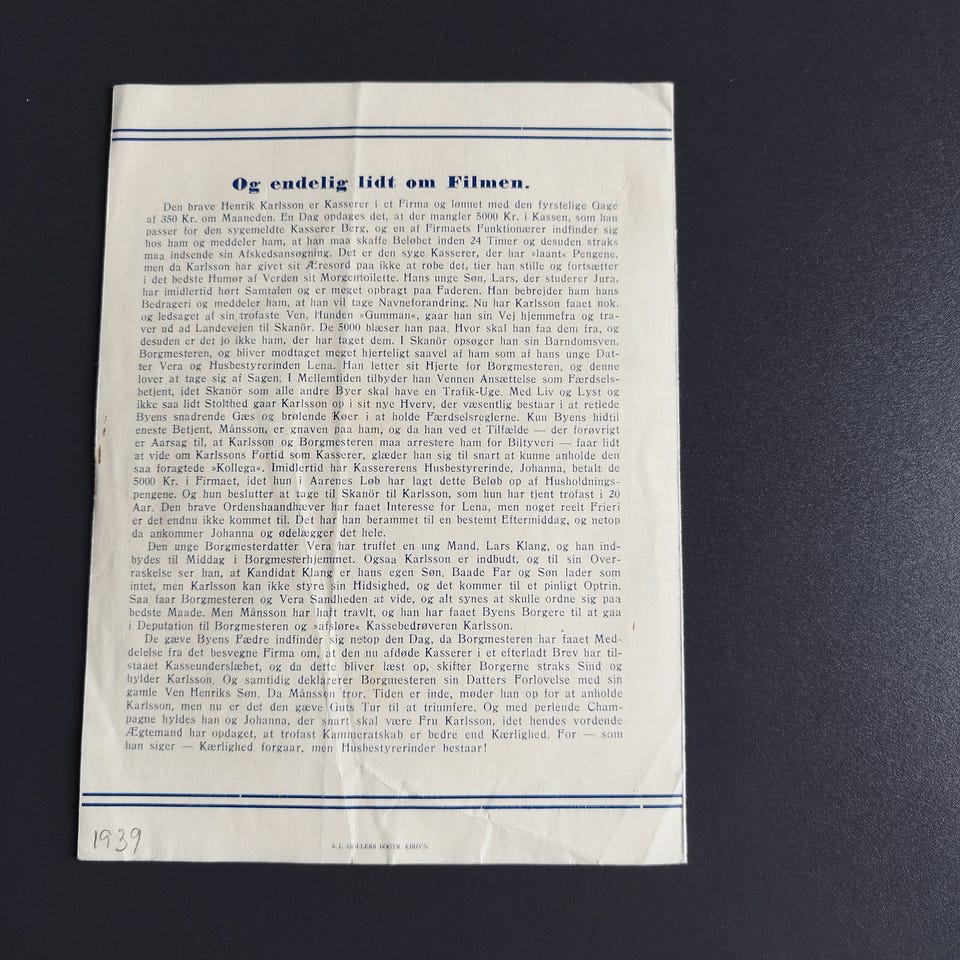 Og endelig lidt om Filmen.
Den brave Henrik Karlsson er Kasserer i et Firma og lønnet med den fyrstelige Gage
af 350 Kr. om Maaneden. En Dag opdages det, at der mangler 5000 Kr. i Kassen, som han
passer for den sygemeldte Kasserer Berg, og en af Firmaets Funktionærer indfinder sig
hos ham og meddeler ham, at han maa skaffe Beløbet inden 24 Timer og desuden straks
maa indsende sin Afskedsansøgning. Det er den syge Kasserer, der har »laant« Pengene,
men da Karlsson har givet sit Æresord paa ikke at røbe det, tier han stille og fortsætter
i det bedste Humør af Verden sit Morgentoilette. Hans unge Søn, Lars, der studerer Jura,
har imidlertid hørt Samtalen og er meget opbragt paa Faderen. Han bebrejder ham hans
Bedrageri og meddeler ham, at han vil tage Navneforandring. Nu har Karlsson faaet nok.
og ledsaget af sin trofaste Ven, Hunden »Gumman«, gaar han sin Vej hjemmefra og tra-
ver ud ad Landevejen til Skanör. De 5000 blæser han paa. Hvor skal han faa dem fra, og
desuden er det jo ikke ham, der har taget dem. I Skanör opsøger han sin Barndomsven,
Borgmesteren, og bliver modtaget meget hjerteligt saavel af ham som af hans unge Dat-
ter Vera og Husbestyrerinden Lena. Han letter sit Hjerte for Borgmesteren, og denne
lover at tage sig af Sagen. I Mellemtiden tilbyder han Vennen Ansættelse som Færdsels-
betjent, idet Skanör som alle andre Byer skal have en Trafik-Uge. Med Liv og Lyst og
ikke saa lidt Stolthed gaar Karlsson op i sit nye Hverv, der væsentlig bestaar i at retlede
Byens snadrende Gæs og brølende Køer i at holde Færdselsreglerne. Kun Byens hidtil
eneste Betjent, Månsson, er gnaven paa ham, og da han ved et Tilfælde — der forøvrigt
er Aarsag til, at Karlsson og Borgmesteren maa arrestere ham for Biltyveri — faar lidt
at vide om Karlssons Fortid som Kasserer, glæder han sig til snart at kunne anholde den
saa foragtede »Kollega«. Imidlertid har Kassererens Husbestyrerinde, Johanna, betalt de
5000 Kr. i Firmaet, idet hun i Aarenes Løb har lagt dette Beløb op af Husholdnings-
pengene. Og hun beslutter at tage til Skanör til Karlsson, som hun har tjent trofast i 20
Aar. Den brave Ordenshaandhæver har faaet Interesse for Lena, men noget reelt Frieri
er det endnu ikke kommet til. Det har han berammet til en bestemt Eftermiddag, og netop
da ankommer Johanna og ødelægger det hele.
Den unge Borgmesterdatter Vera har truffet en ung Mand, Lars Klang, og han ind-
bydes til Middag i Borgmesterhjemmet. Ogsaa Karlsson er indbudt, og til sin Over-
raskelse ser han, at Kandidat Klang er hans egen Søn. Baade Far og Søn lader som
intet, men Karlsson kan ikke styre sin Hidsighed, og det kommer til et pinligt Optrin.
Saa faar Borgmesteren og Vera Sandheden at vide, og alt synes at skulle ordne sig paa
bedste Maade. Men Månsson har haft travlt, og han har faaet Byens Borgere til at gaa
i Deputation til Borgmesteren og »afsløre« Kassebedrøveren Karlsson.
De gæve Byens Fædre indfinder sig netop den Dag, da Borgmesteren har faaet Med-
delelse fra det besvegne Firma om, at den nu afdøde Kasserer i et efterladt Brev har til-
staaet Kasseunderslæbet, og da dette bliver læst op, skifter Borgerne straks Sind og
hylder Karlsson. Og samtidig deklarerer Borgmesteren sin Datters Forlovelse med sin
gamle Ven Henriks Søn. Da Månsson tror, Tiden er inde, møder han op for at anholde
Karlsson, men nu er det den gæve Guts Tur til at triumfere. Og med perlende Cham-
pagne hyldes han og Johanna, der snart skal være Fru Karlsson, idet hendes vordende
Ægtemand har opdaget, at trofast Kammeratskab er bedre end Kærlighed. For — som
han siger — Kærlighed forgaar, men Husbestyrerinder bestaar!
1939
S. L. MØLLERS BOGTR. KBHVN.